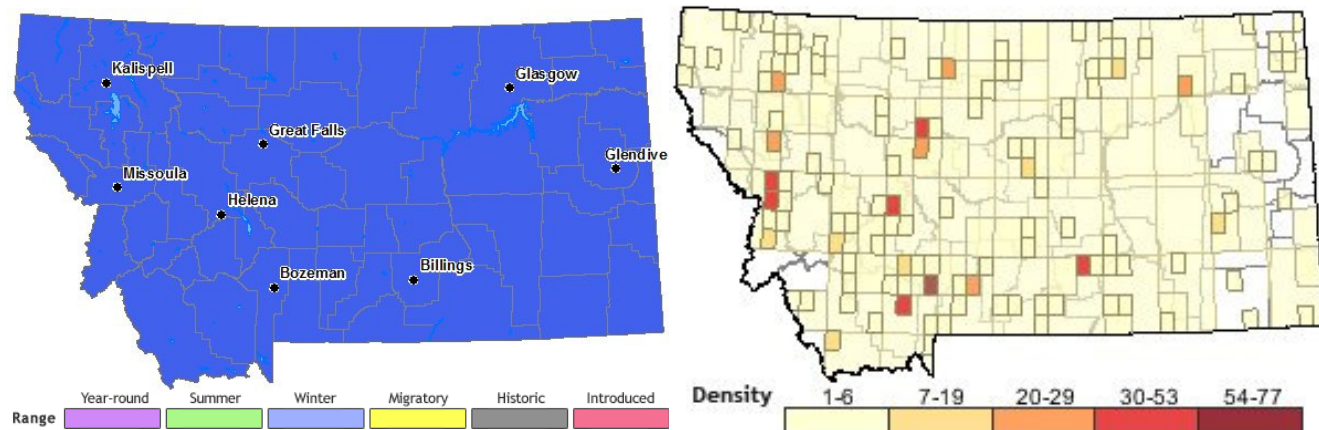 Kalispell
Glasgow
Great Falls
Glendive
Missoula
Helena
Bozeman
Billings
Year-round Summer Winter Migratory Historic Introduced
Range
Density 1-6 7-19 20-29 30-53 54-77